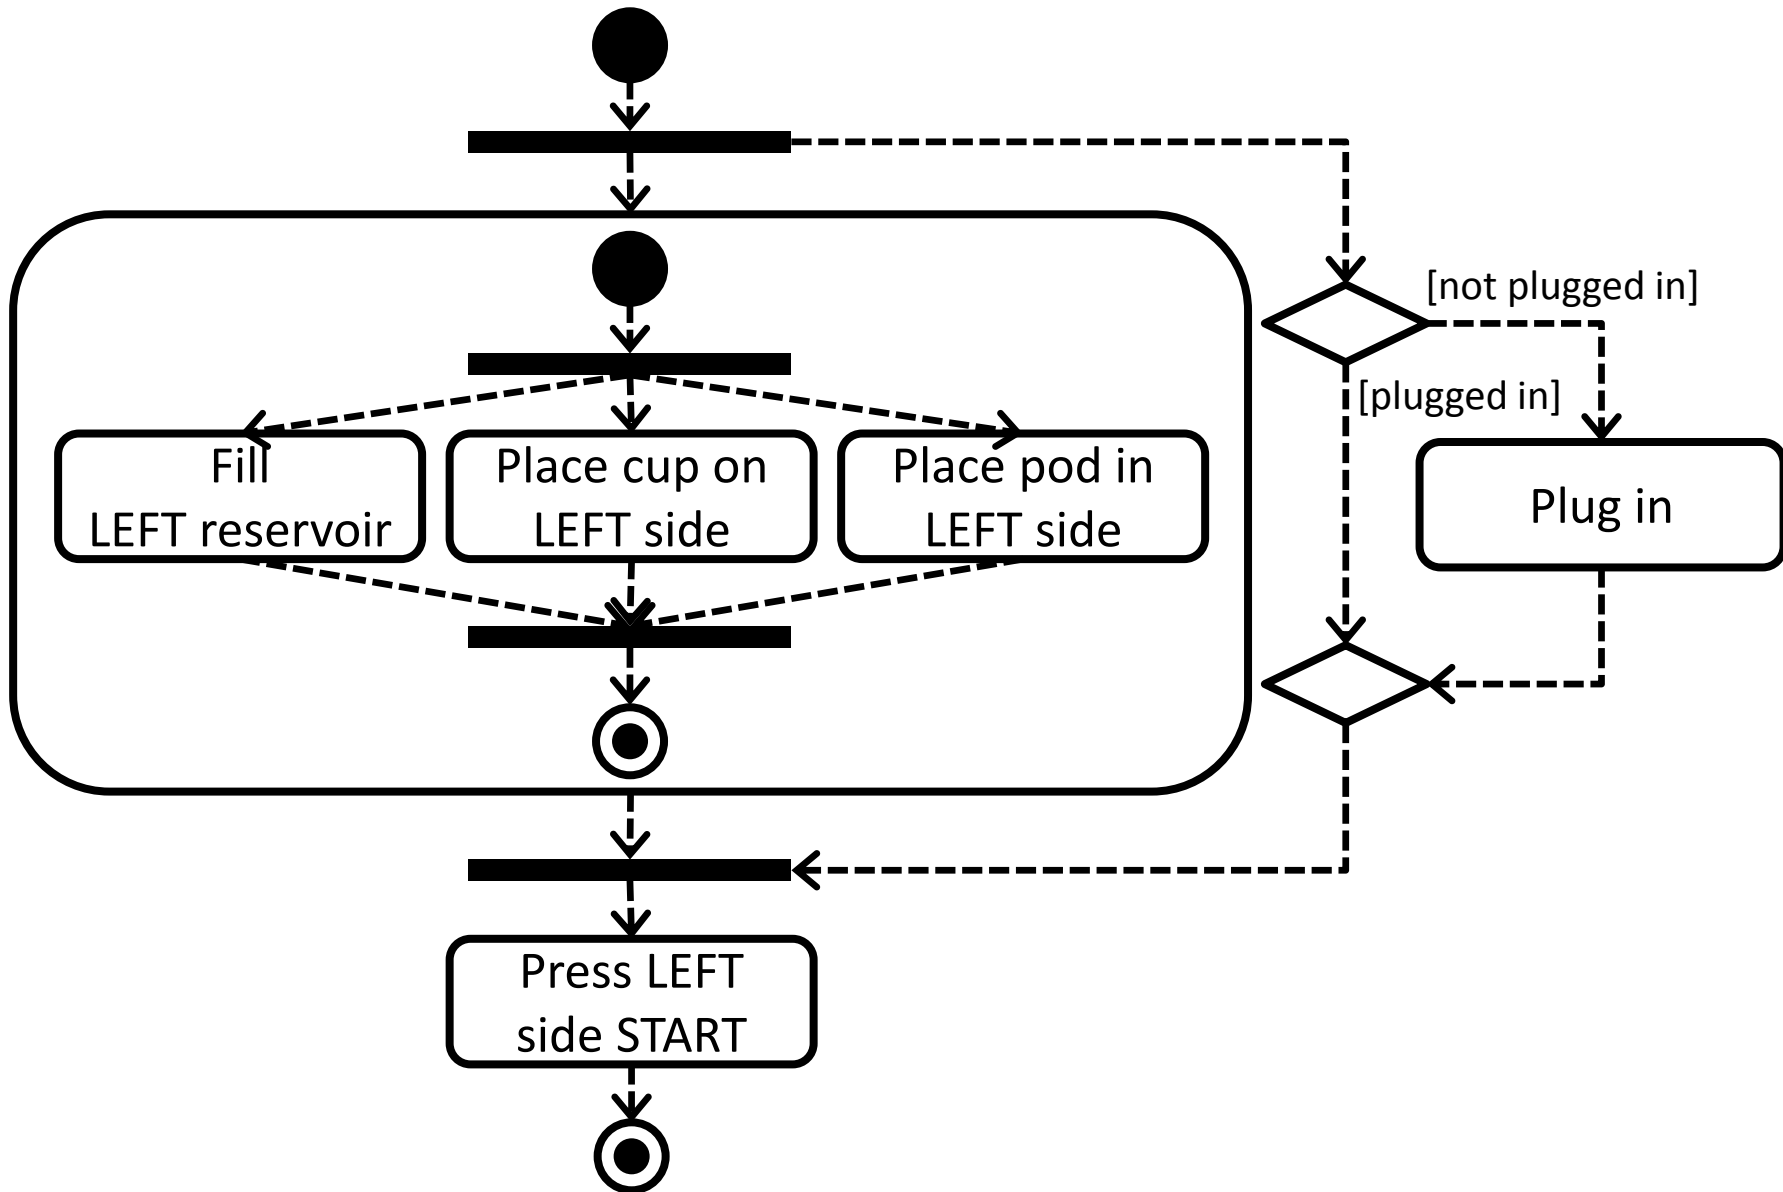 [not plugged in]
[plugged in]
Fill
LEFT reservoir
Place cup on
LEFT side
Place pod in
LEFT side
Plug in
Press LEFT
side START